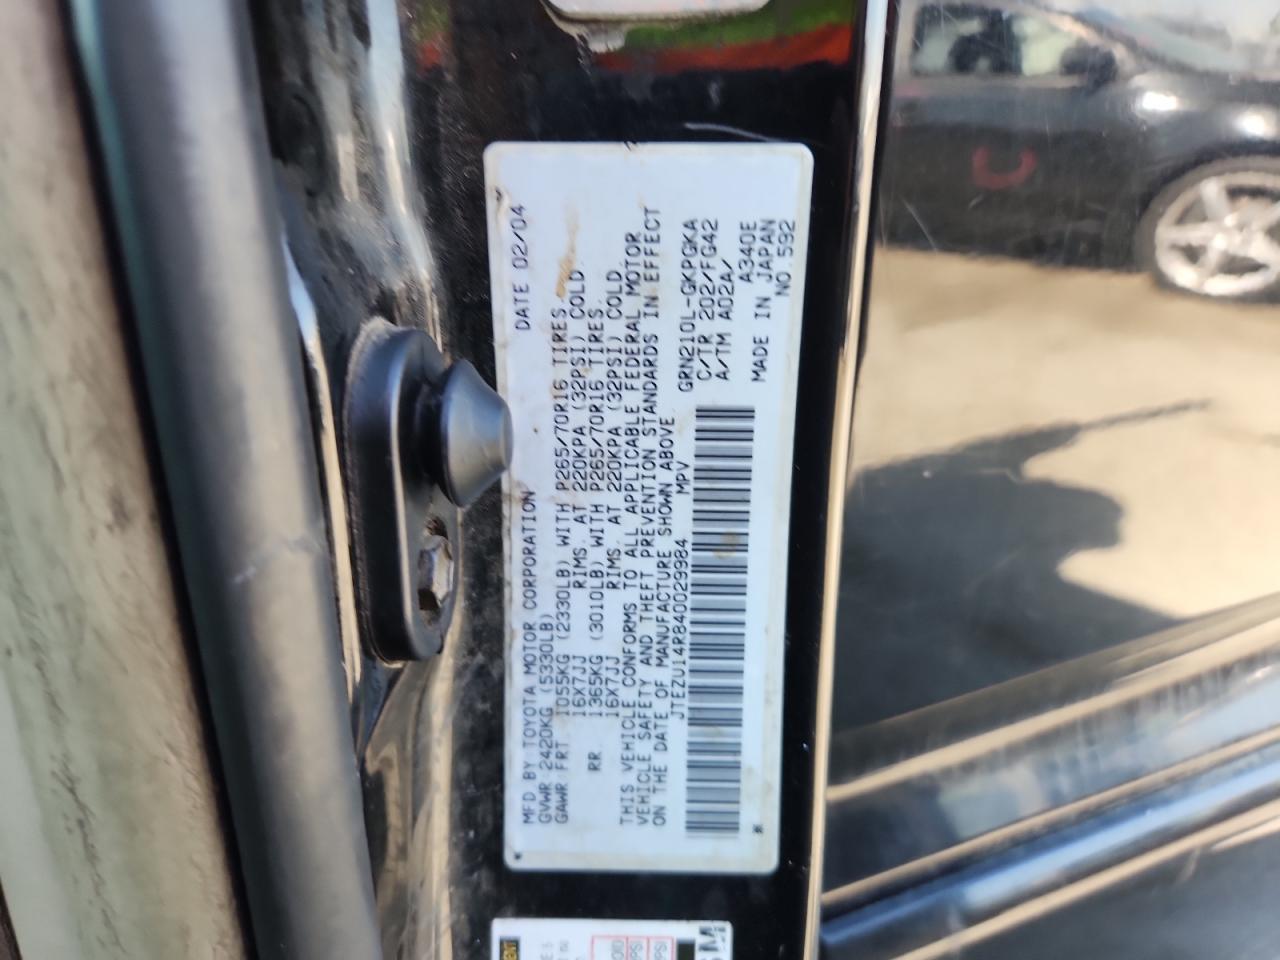 MFD BY TOYOTA MOTOR CORPORATION DATE 02/04
GVWR 2420KG (5330LB)
GAWR FRT 1055KG (2330LB) WITH P265/70R16 TIRES.
16X7JJ RIMS. AT 220KPA (32PSI) COLD.
RR 1365KG (3010LB) WITH P265/70R16 TIRES.
16X7JJ RIMS. AT 220KPA (32PSI) COLD
THIS VEHICLE CONFORMS TO ALL APPLICABLE FEDERAL MOTOR
VEHICLE SAFETY AND THEFT PREVENTION STANDARDS IN EFFECT
ON THE DATE OF MANUFACTURE SHOWN ABOVE
JTEZU14R840029984 MPV GRN210L-GKPGKA
C/TR 202/FG42
A/TM A02A/
A340E
MADE IN JAPAN
NO.592